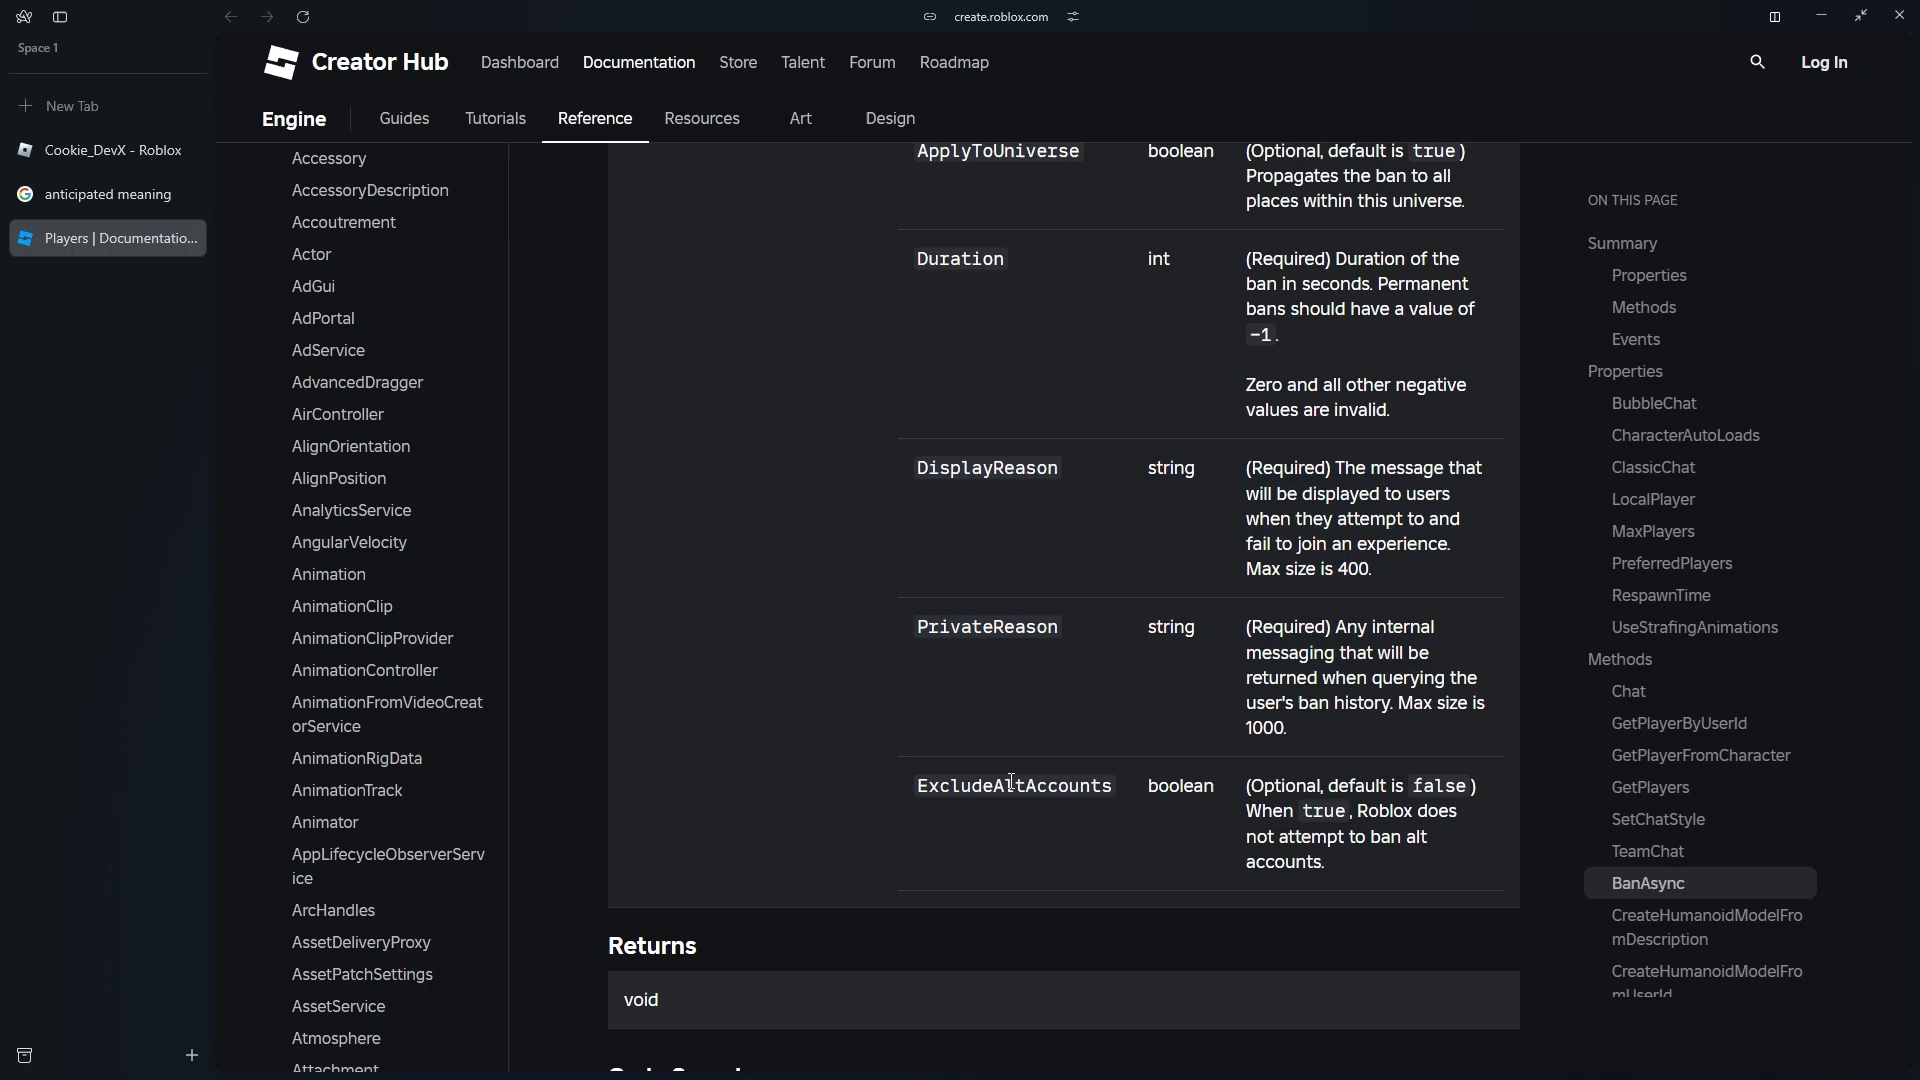 Space 1
create.roblox.com
New Tab
Cookie_DevX - Roblox
anticipated meaning
Players | Documentatio...
Creator Hub
Dashboard
Documentation
Store
Talent
Forum
Roadmap
Log In
Engine
Guides
Tutorials
Reference
Resources
Art
Design
Accessory
AccessoryDescription
Accoutrement
Actor
AdGui
AdPortal
AdService
AdvancedDragger
AirController
AlignOrientation
AlignPosition
AnalyticsService
AngularVelocity
Animation
AnimationClip
AnimationClipProvider
AnimationController
AnimationFromVideoCreat
orService
AnimationRigData
AnimationTrack
Animator
AppLifecycleObserverServ
ice
ArcHandles
AssetDeliveryProxy
AssetPatchSettings
AssetService
Atmosphere
Attachment
ApplyToUniverse
boolean
(Optional, default is true)
Propagates the ban to all
places within this universe.
Duration
int
(Required) Duration of the
ban in seconds. Permanent
bans should have a value of
-1.
Zero and all other negative
values are invalid.
DisplayReason
string
(Required) The message that
will be displayed to users
when they attempt to and
fail to join an experience.
Max size is 400.
PrivateReason
string
(Required) Any internal
messaging that will be
returned when querying the
user's ban history. Max size is
1000.
ExcludeAltAccounts
boolean
(Optional, default is false)
When true, Roblox does
not attempt to ban alt
accounts.
Returns
void
ON THIS PAGE
Summary
Properties
Methods
Events
Properties
BubbleChat
CharacterAutoLoads
ClassicChat
LocalPlayer
MaxPlayers
PreferredPlayers
RespawnTime
UseStrafingAnimations
Methods
Chat
GetPlayerByUserId
GetPlayerFromCharacter
GetPlayers
SetChatStyle
TeamChat
BanAsync
CreateHumanoidModelFro
mDescription
CreateHumanoidModelFro
mUserId